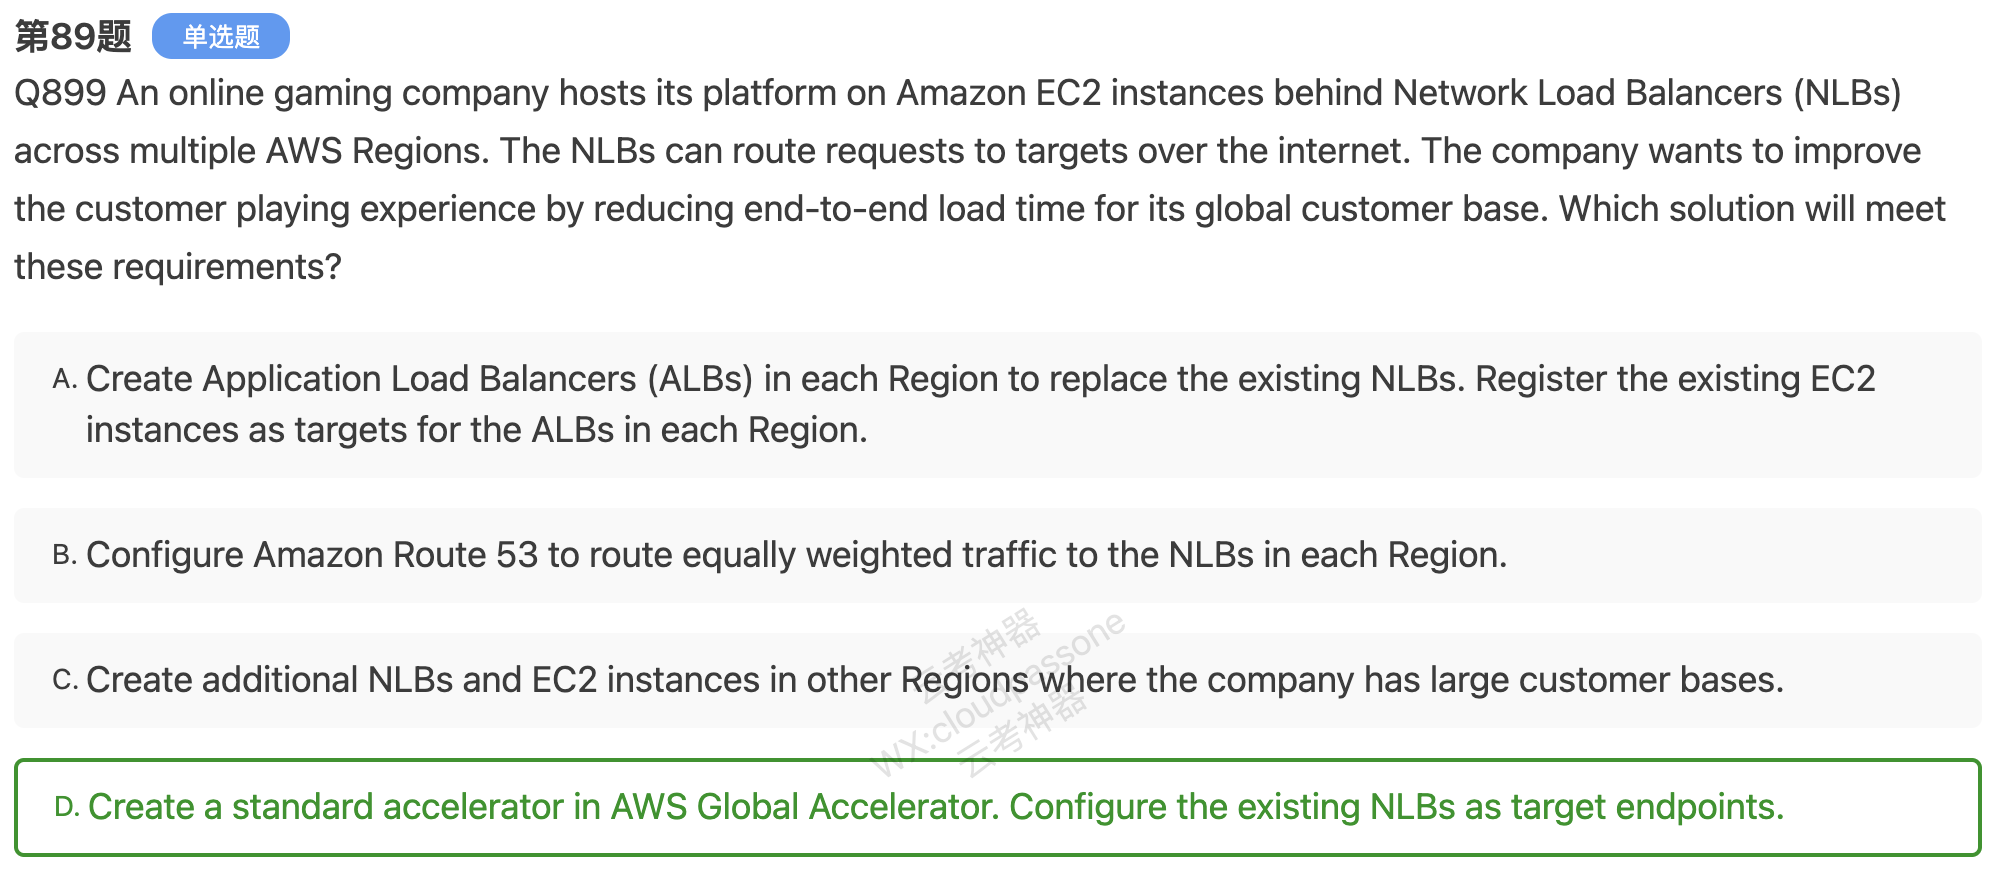 第89题 单选题
Q899 An online gaming company hosts its platform on Amazon EC2 instances behind Network Load Balancers (NLBs)
across multiple AWS Regions. The NLBs can route requests to targets over the internet. The company wants to improve
the customer playing experience by reducing end-to-end load time for its global customer base. Which solution will meet
these requirements?
A. Create Application Load Balancers (ALBs) in each Region to replace the existing NLBs. Register the existing EC2
instances as targets for the ALBs in each Region.
B. Configure Amazon Route 53 to route equally weighted traffic to the NLBs in each Region.
C. Create additional NLBs and EC2 instances in other Regions where the company has large customer bases.
云考神器
WX:cloudpassone
云考神器
D. Create a standard accelerator in AWS Global Accelerator. Configure the existing NLBs as target endpoints.